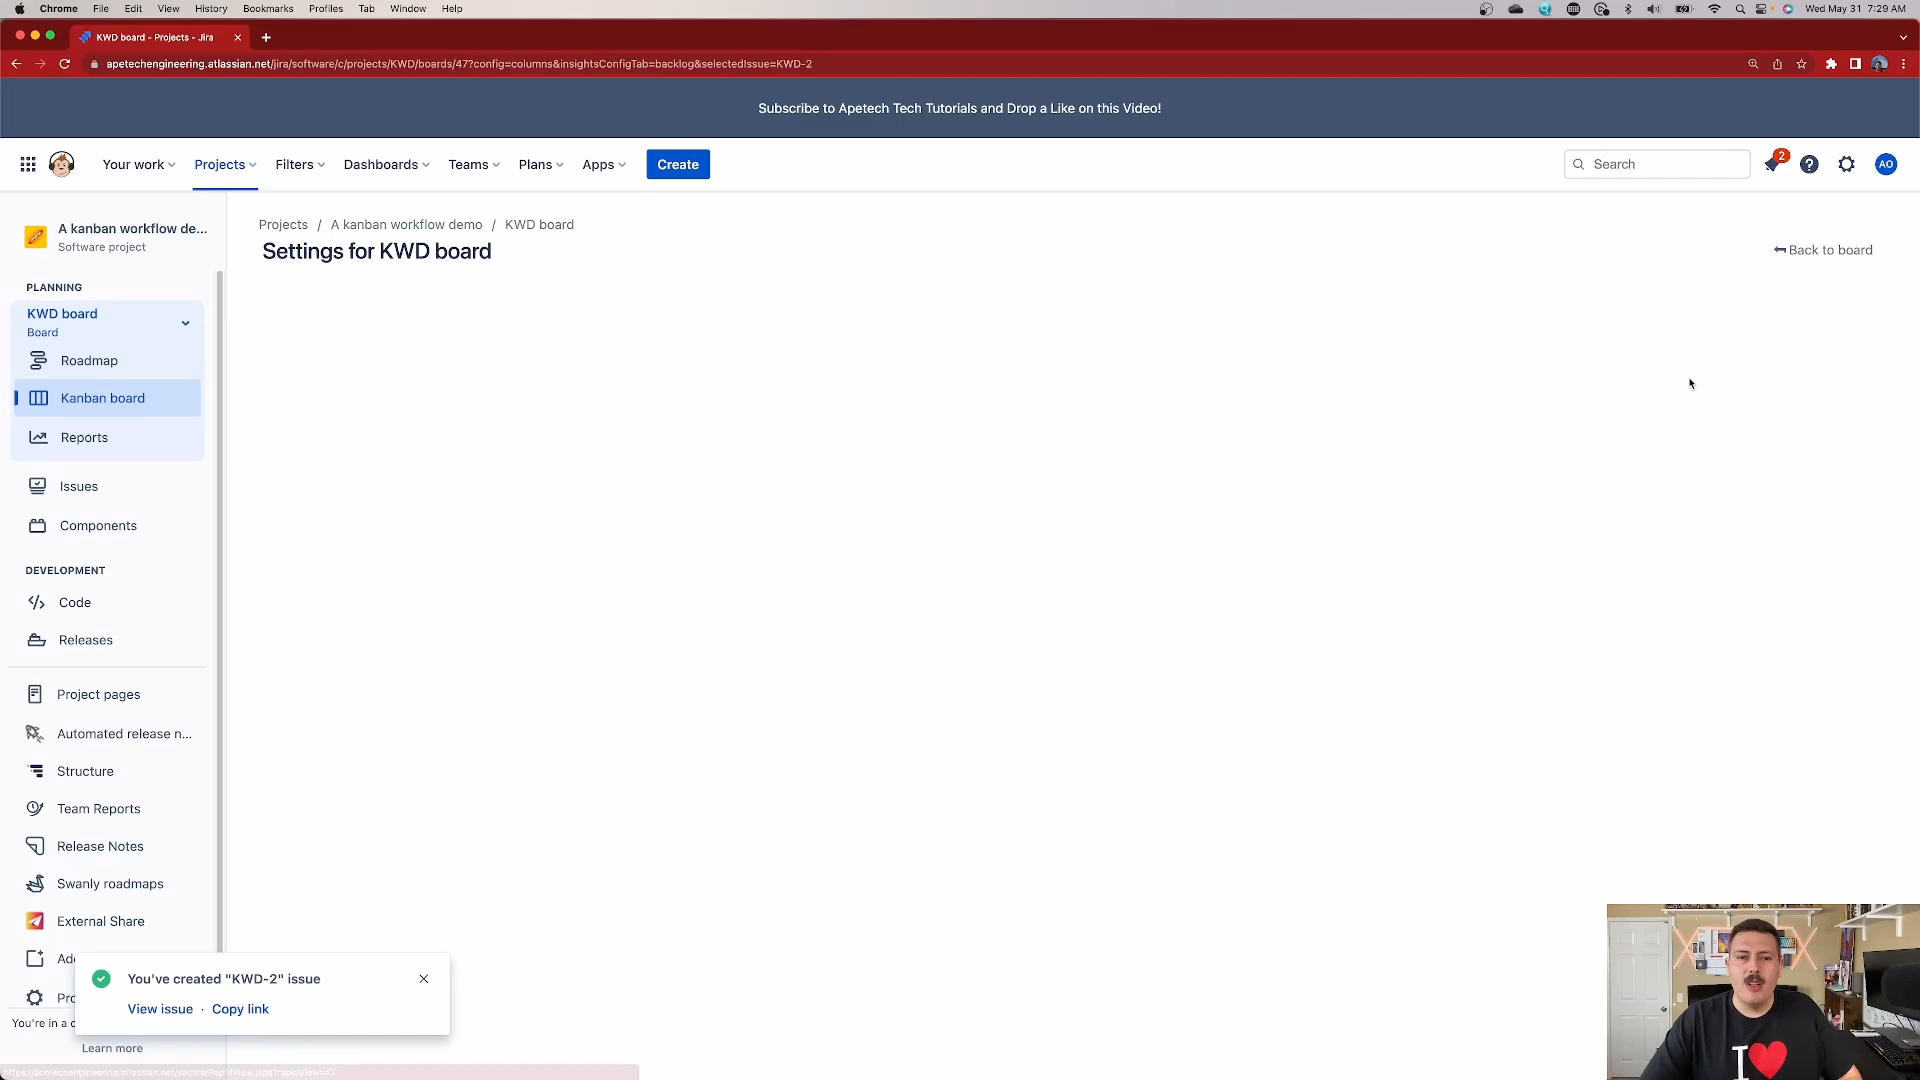 Chrome File Edit View History Bookmarks Profiles Tab Window Help Wed May 31 7:29 AM
KWD board - Projects - Jira
apetechengineering.atlassian.net/jira/software/c/projects/KWD/boards/47?config=columns&insightsConfigTab=backlog&selectedIssue=KWD-2
Subscribe to Apetech Tech Tutorials and Drop a Like on this Video!
Your work Projects Filters Dashboards Teams Plans Apps Create Search 2 AO
A kanban workflow de...
Software project
Projects / A kanban workflow demo / KWD board
Settings for KWD board
Back to board
PLANNING
KWD board
Board
Roadmap
Kanban board
Reports
Issues
Components
DEVELOPMENT
Code
Releases
Project pages
Automated release n...
Structure
Team Reports
Release Notes
Swanly roadmaps
External Share
Ad
You've created "KWD-2" issue
View issue · Copy link
Pro
You're in a c
Learn more
https://apetechengineering.atlassian.net/secure/RapidView.jspa?rapidView=47
I